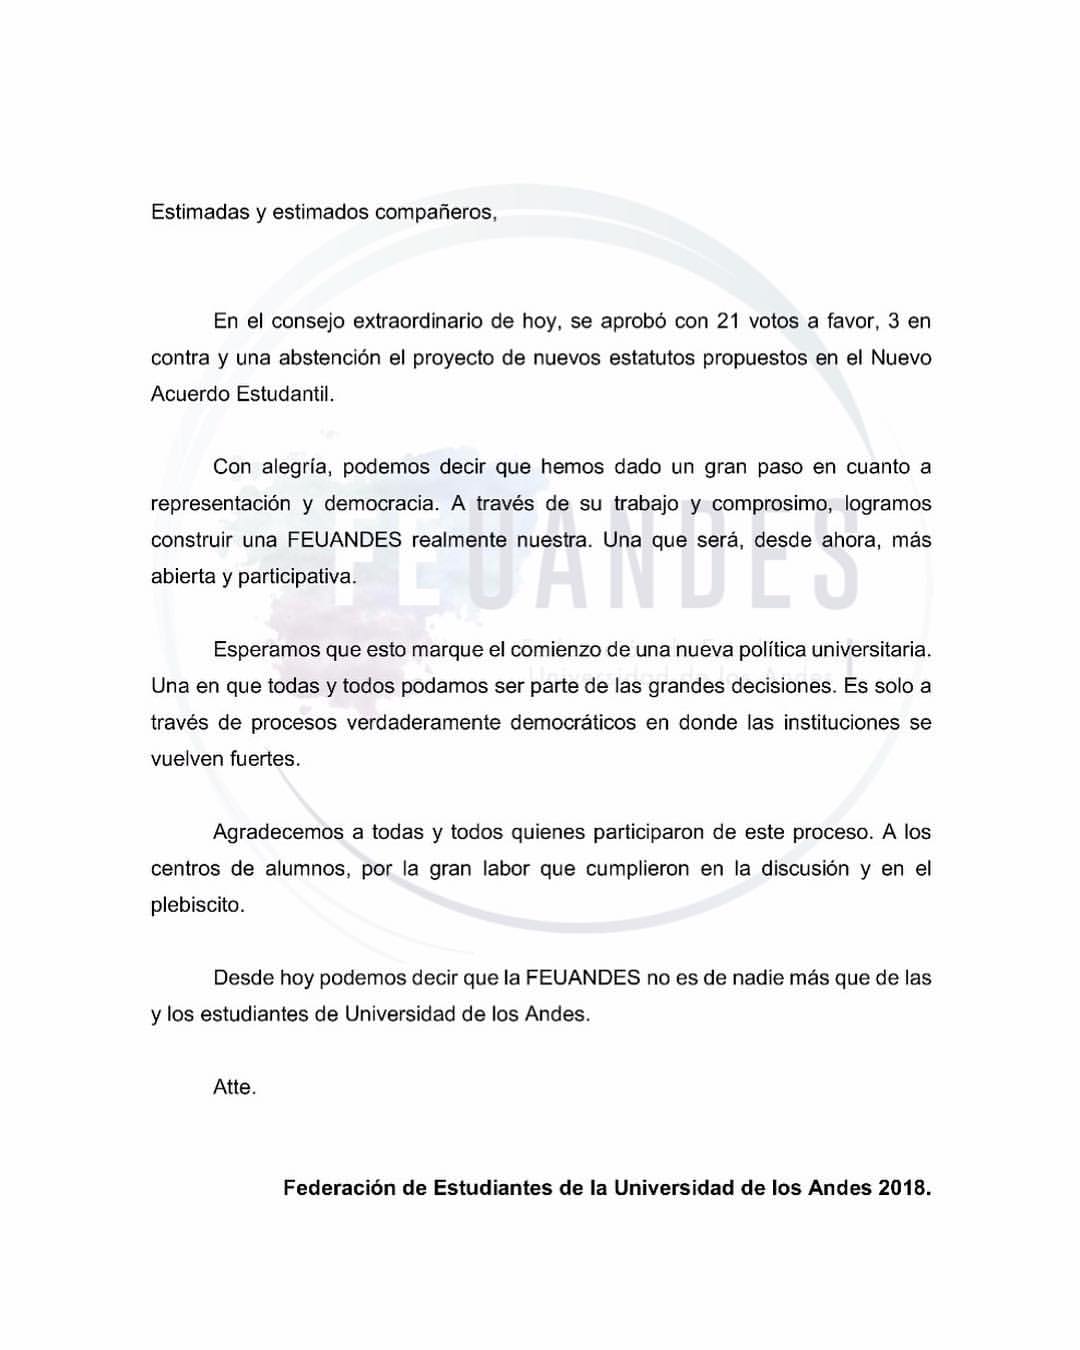 Estimadas y estimados compañeros,
En el consejo extraordinario de hoy, se aprobó con 21 votos a favor, 3 en
contra y una abstención el proyecto de nuevos estatutos propuestos en el Nuevo
Acuerdo Estudantil.
Con alegría, podemos decir que hemos dado un gran paso en cuanto a
representación y democracia. A través de su trabajo y comprosimo, logramos
construir una FEUANDES realmente nuestra. Una que será, desde ahora, más
abierta y participativa.
FEUANDES
Esperamos que esto marque el comienzo de una nueva política universitaria.
Una en que todas y todos podamos ser parte de las grandes decisiones. Es solo a
través de procesos verdaderamente democráticos en donde las instituciones se
vuelven fuertes.
Agradecemos a todas y todos quienes participaron de este proceso. A los
centros de alumnos, por la gran labor que cumplieron en la discusión y en el
plebiscito.
Desde hoy podemos decir que la FEUANDES no es de nadie más que de las
y los estudiantes de Universidad de los Andes.
Atte.
Federación de Estudiantes de la Universidad de los Andes 2018.